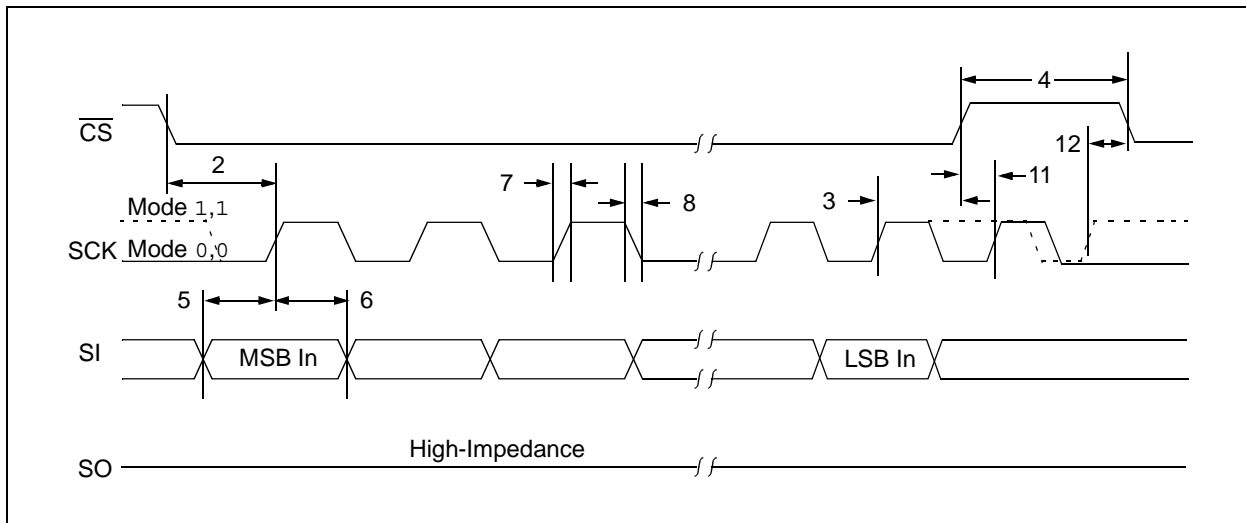 4
CS
12
2
7
8
3
11
Mode 1,1
SCK Mode 0,0
5
6
SI
MSB In
LSB In
High-Impedance
SO